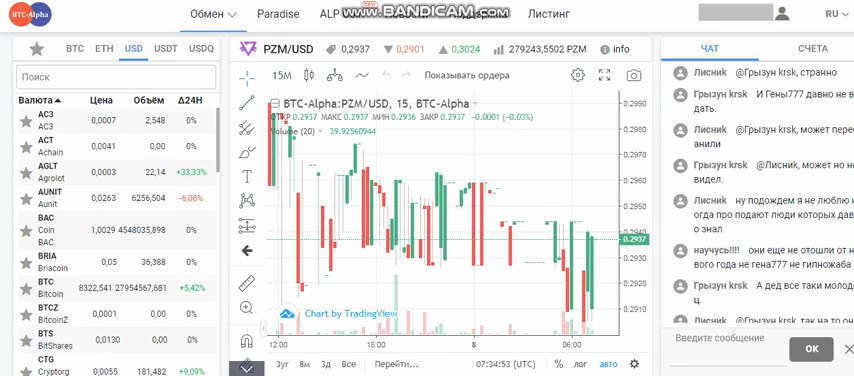 BTC-Alpha
Обмен
Paradise
ALP
www.BANDICAM.com
Листинг
RU
BTC ETH USD USDT USDQ
Поиск
Валюта Цена Объём Δ24H
AC3 0,0007 2,548 0%
AC3
ACT 0,0041 0,00 0%
Achain
AGLT 0,0003 22,14 +33,33%
Agrolot
AUNIT 0,0263 6256,504 -6,08%
Aunit
BAC
Coin 1,0029 4548035,898 0%
BAC
BRIA 0,05 36,388 0%
Briacoin
BTC 8322,541 27954567,681 +5,42%
Bitcoin
BTCZ 0,0001 0,00 0%
BitcoinZ
BTS 0,0130 0,00 0%
BitShares
CTG 0,0055 181,482 +9,09%
Cryptorg
PZM/USD 0,2937 0,2901 0,3024 279243,5502 PZM info
15М Показывать ордера
BTC-Alpha:PZM/USD, 15, BTC-Alpha
ОТКР 0.2937 МАКС 0.2937 МИН 0.2936 ЗАКР 0.2937 -0.0001 (-0.03%)
Volume (20) 39.92560944
0.2990
0.2970
0.2960
0.2950
0.2940
0.2937
0.2930
0.2920
0.2910
Chart by TradingView
12:00 18:00 8 06:00
5уг 8м 3д Все Перейти... 07:34:53 (UTC) % лог авто
ЧАТ СЧЕТА
Лисник @Грызун krsk, странно
Грызун krsk И Гены777 давно не в
дать.
Лисник @Грызун krsk, может пере
анили
Грызун krsk @Лисник, может но не
видел.
Лисник ну подождем я не люблю к
огда про подают люди которых дав
о знал
научусь!!!! они еще не отошли от н
вого года не гена777 не гипножаба
Грызун krsk А дед все таки молод
ц.
Лисник @Грызун krsk, так на то он
Введите сообщение
OK